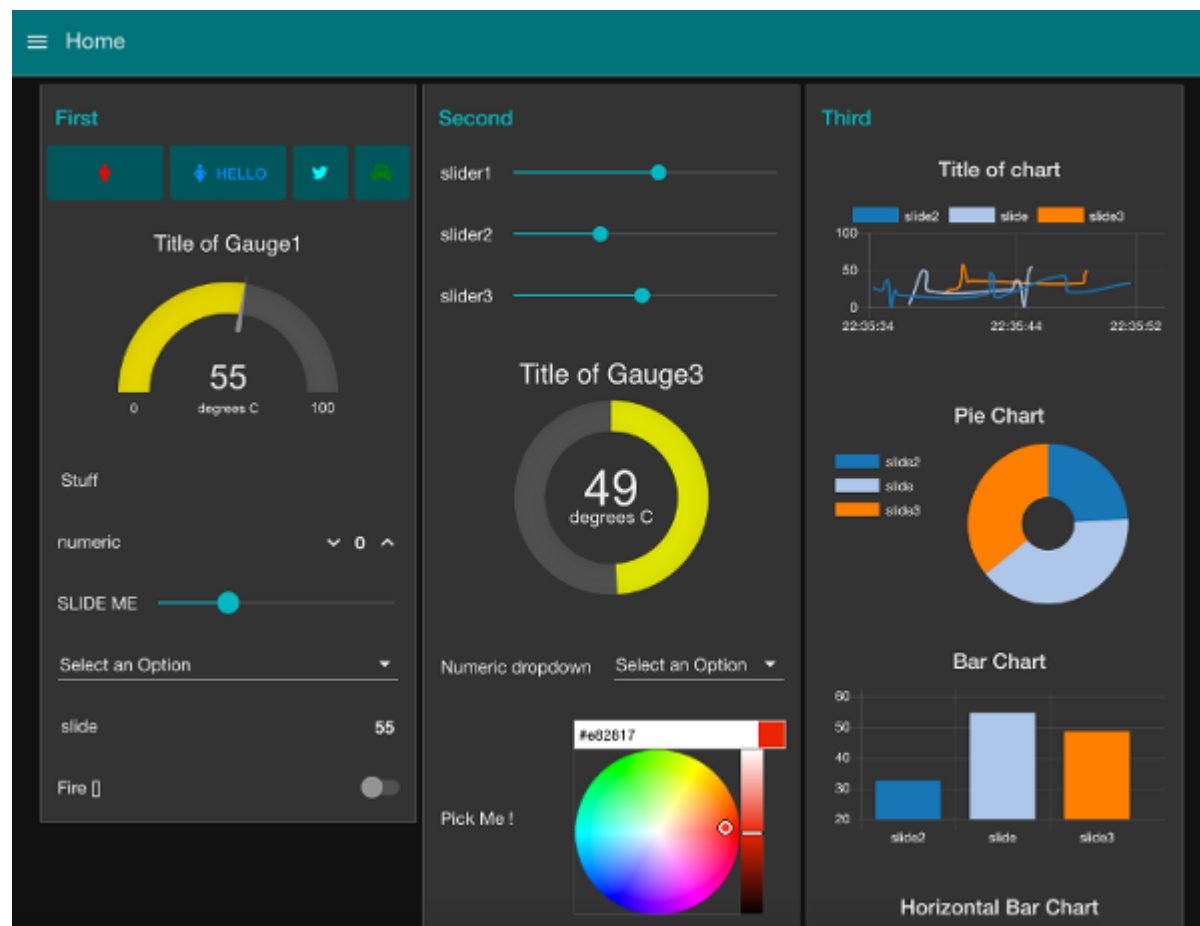 Home
First
HELLO
Title of Gauge1
55
degrees C
0
100
Stuff
numeric
0
SLIDE ME
Select an Option
slide
55
Fire []
Second
slider1
slider2
slider3
Title of Gauge3
49
degrees C
Numeric dropdown
Select an Option
#e82817
Pick Me !
Third
Title of chart
slide2 slide slide3
100
50
0
22:35:34 22:35:44 22:35:52
Pie Chart
slide2
slide
slide3
Bar Chart
60
50
40
30
20
slide2 slide slide3
Horizontal Bar Chart